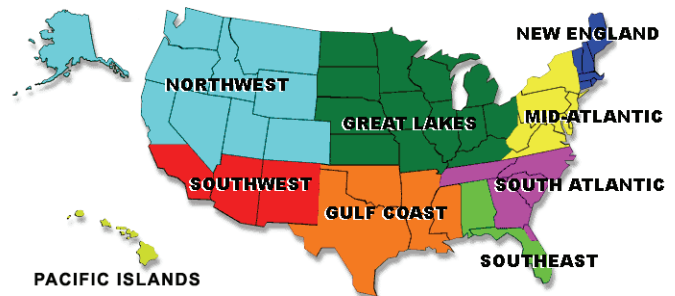 NEW ENGLAND
NORTHWEST
MID-ATLANTIC
GREAT LAKES
SOUTHWEST
SOUTH ATLANTIC
GULF COAST
SOUTHEAST
PACIFIC ISLANDS